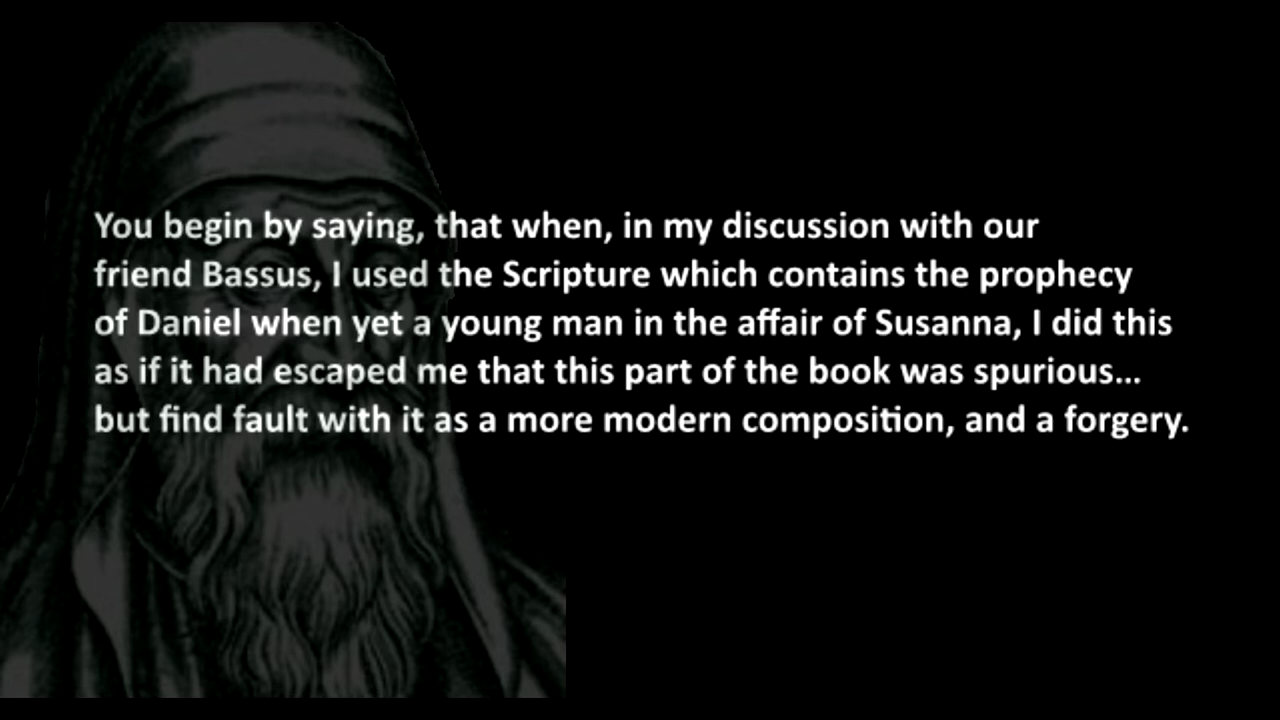 You begin by saying, that when, in my discussion with our
friend Bassus, I used the Scripture which contains the prophecy
of Daniel when yet a young man in the affair of Susanna, I did this
as if it had escaped me that this part of the book was spurious...
but find fault with it as a more modern composition, and a forgery.